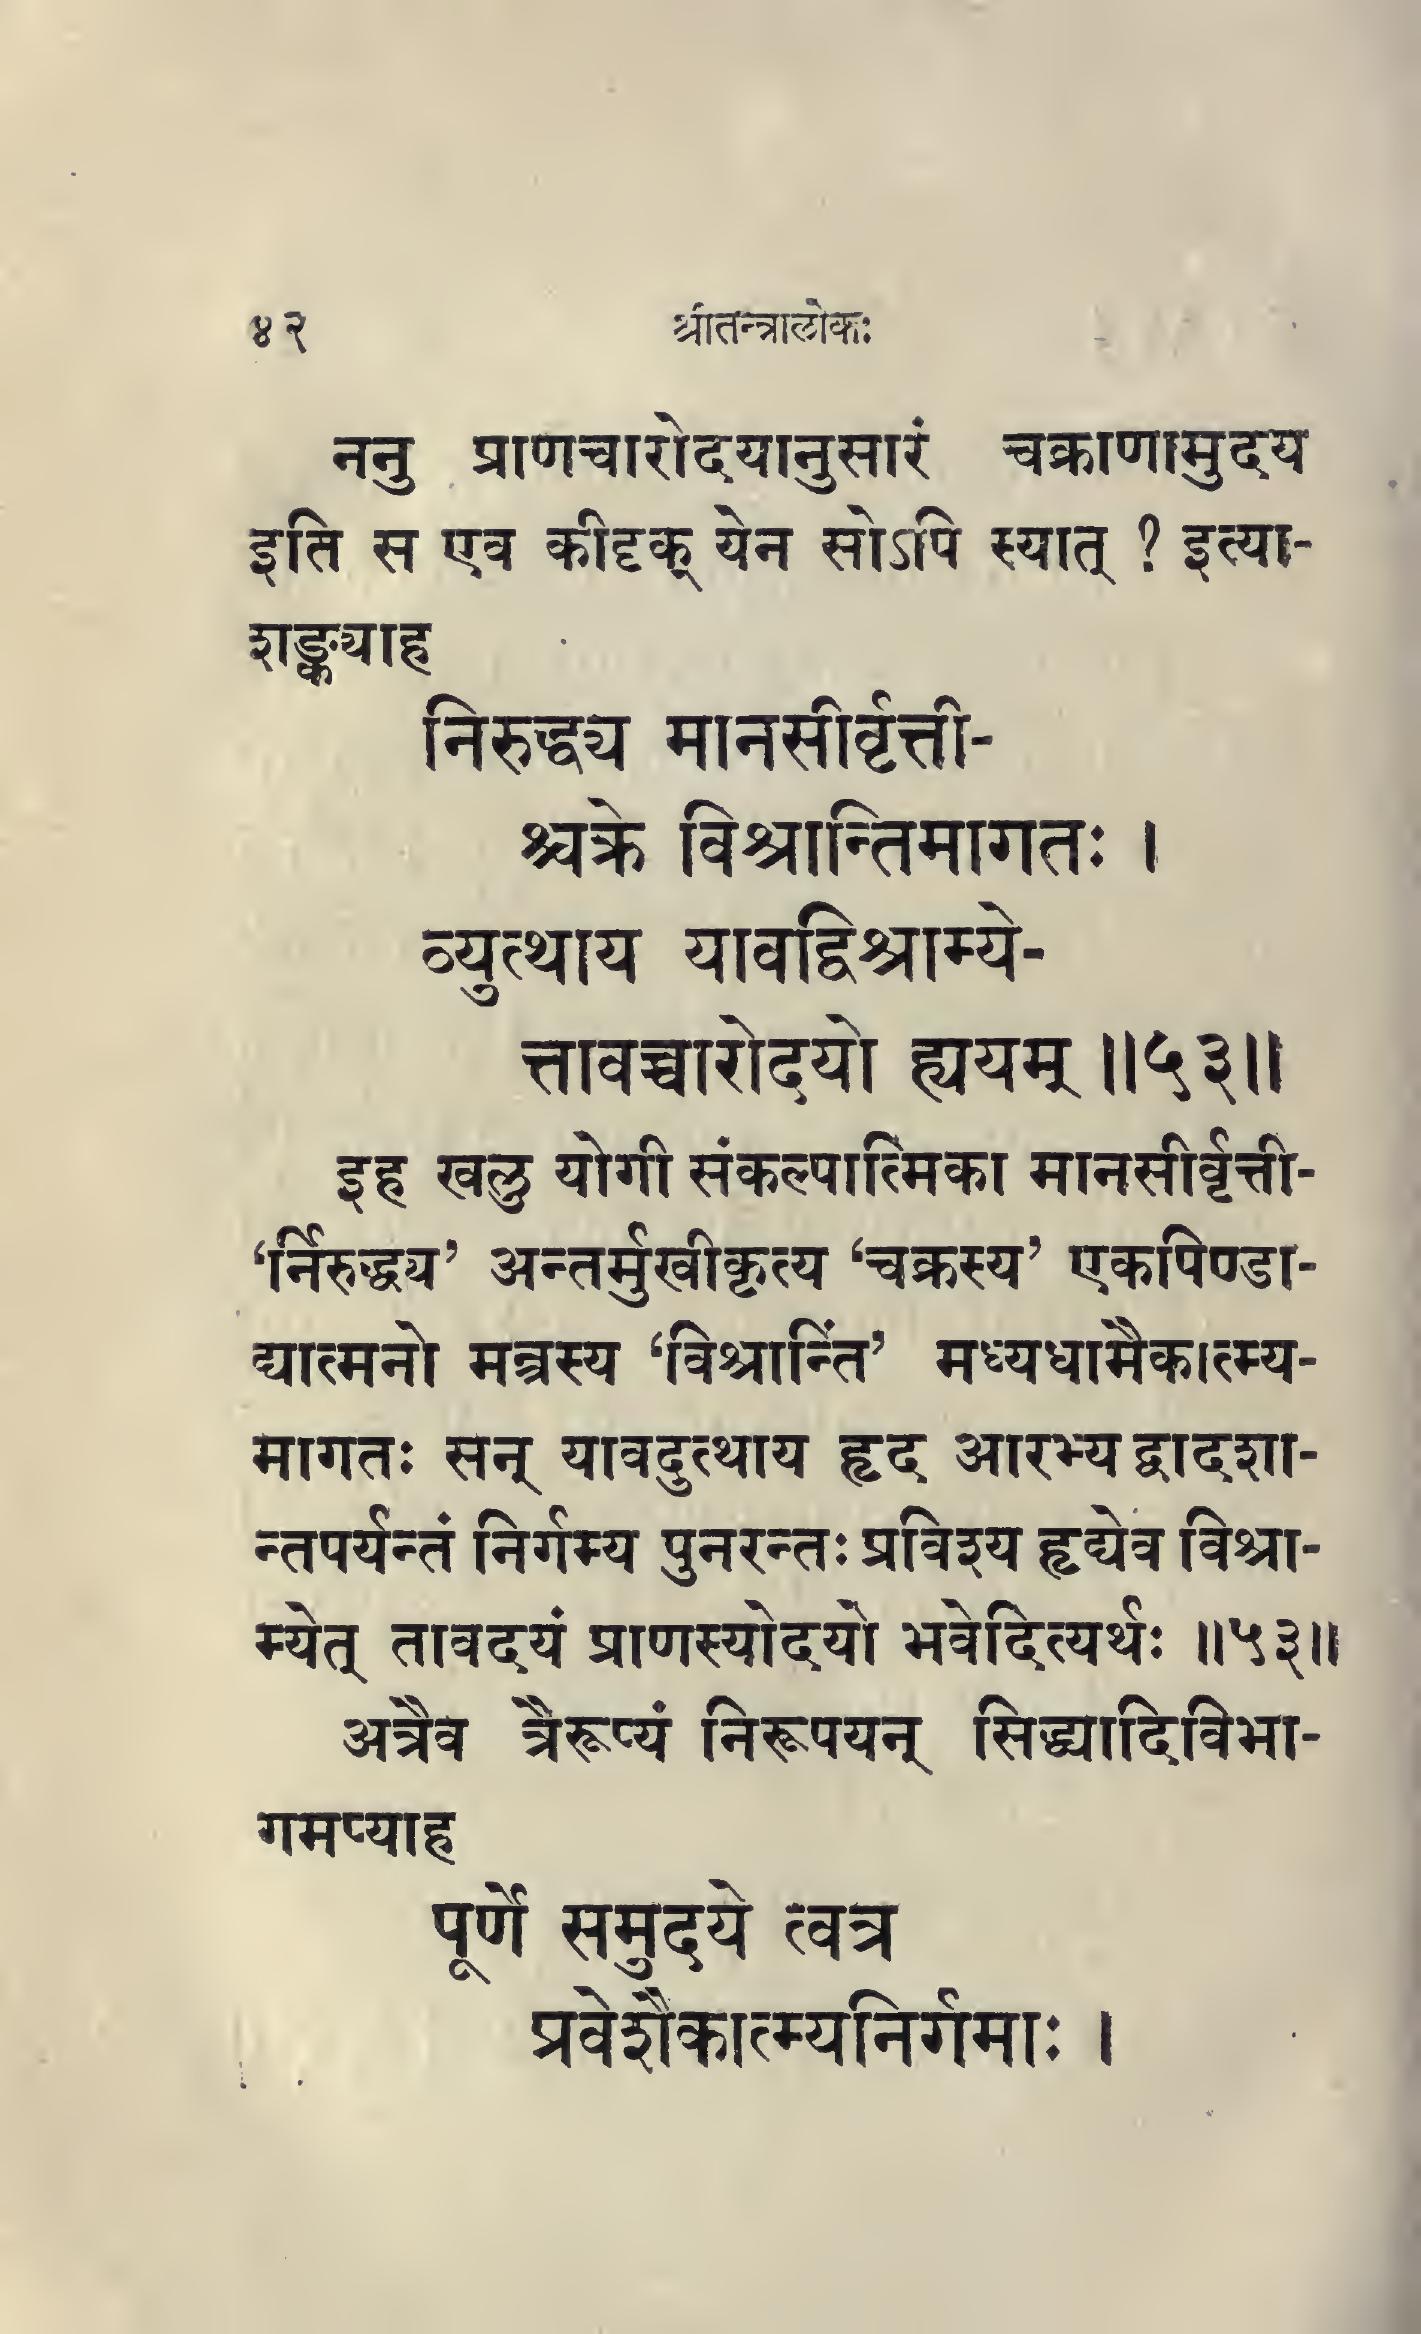 ४२ श्रीतन्त्रालोकः
ननु प्राणचारोदयानुसारं चक्राणामुदय
इति स एव कीदृक् येन सोऽपि स्यात् ? इत्या-
शङ्क्याह
निरुद्ध्य मानसीर्वृत्ती-
श्चक्रे विश्रान्तिमागतः ।
व्युत्थाय यावद्विश्राम्ये-
त्तावच्चारोदयो ह्ययम् ॥५३॥
इह खलु योगी संकल्पात्मिका मानसीर्वृत्ती-
‘र्निरुद्ध्य’ अन्तर्मुखीकृत्य ‘चक्रस्य’ एकपिण्डा-
द्यात्मनो मन्त्रस्य ‘विश्रान्तिं’ मध्यधामैकात्म्य-
मागतः सन् यावदुत्थाय हृद आरभ्य द्वादशा-
न्तपर्यन्तं निर्गम्य पुनरन्तः प्रविश्य हृद्येव विश्रा-
म्येत् तावदयं प्राणस्योदयो भवेदित्यर्थः ॥५३॥
अत्रैव त्रैरूप्यं निरूपयन् सिद्ध्यादिविभा-
गमप्याह
पूर्णे समुदये त्वत्र
प्रवेशैकात्म्यनिर्गमाः ।